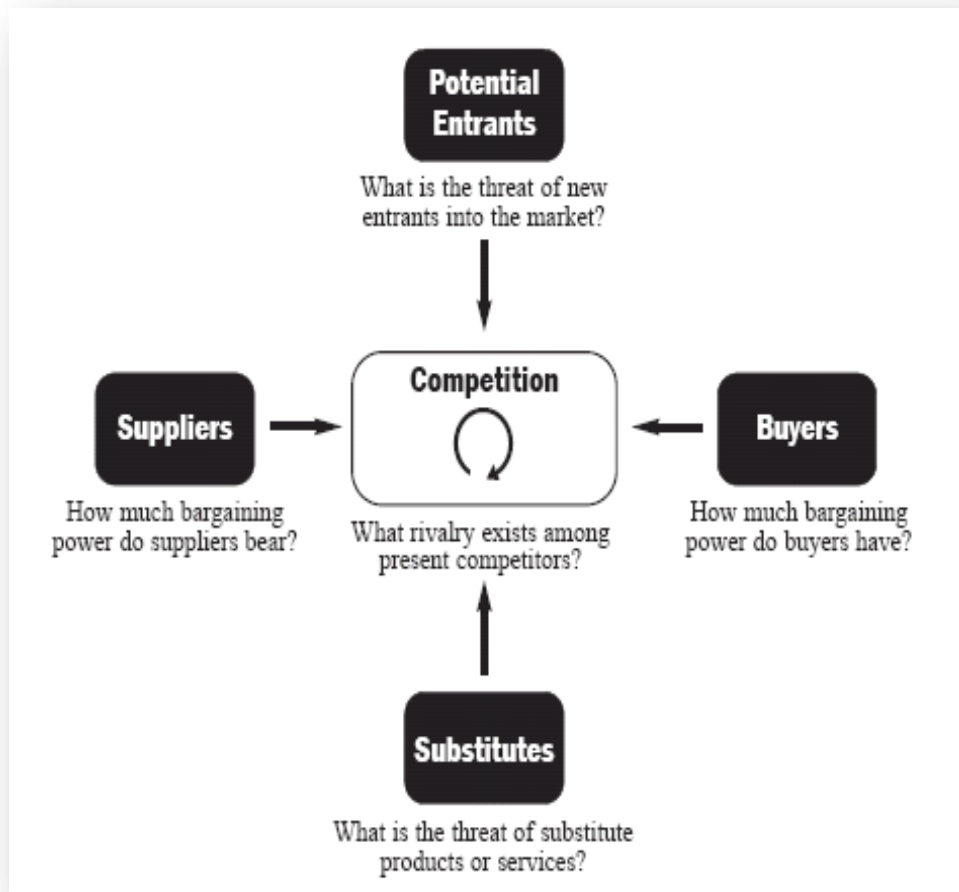 Potential
Entrants
What is the threat of new
entrants into the market?
Suppliers
How much bargaining
power do suppliers bear?
Competition
What rivalry exists among
present competitors?
Buyers
How much bargaining
power do buyers have?
Substitutes
What is the threat of substitute
products or services?